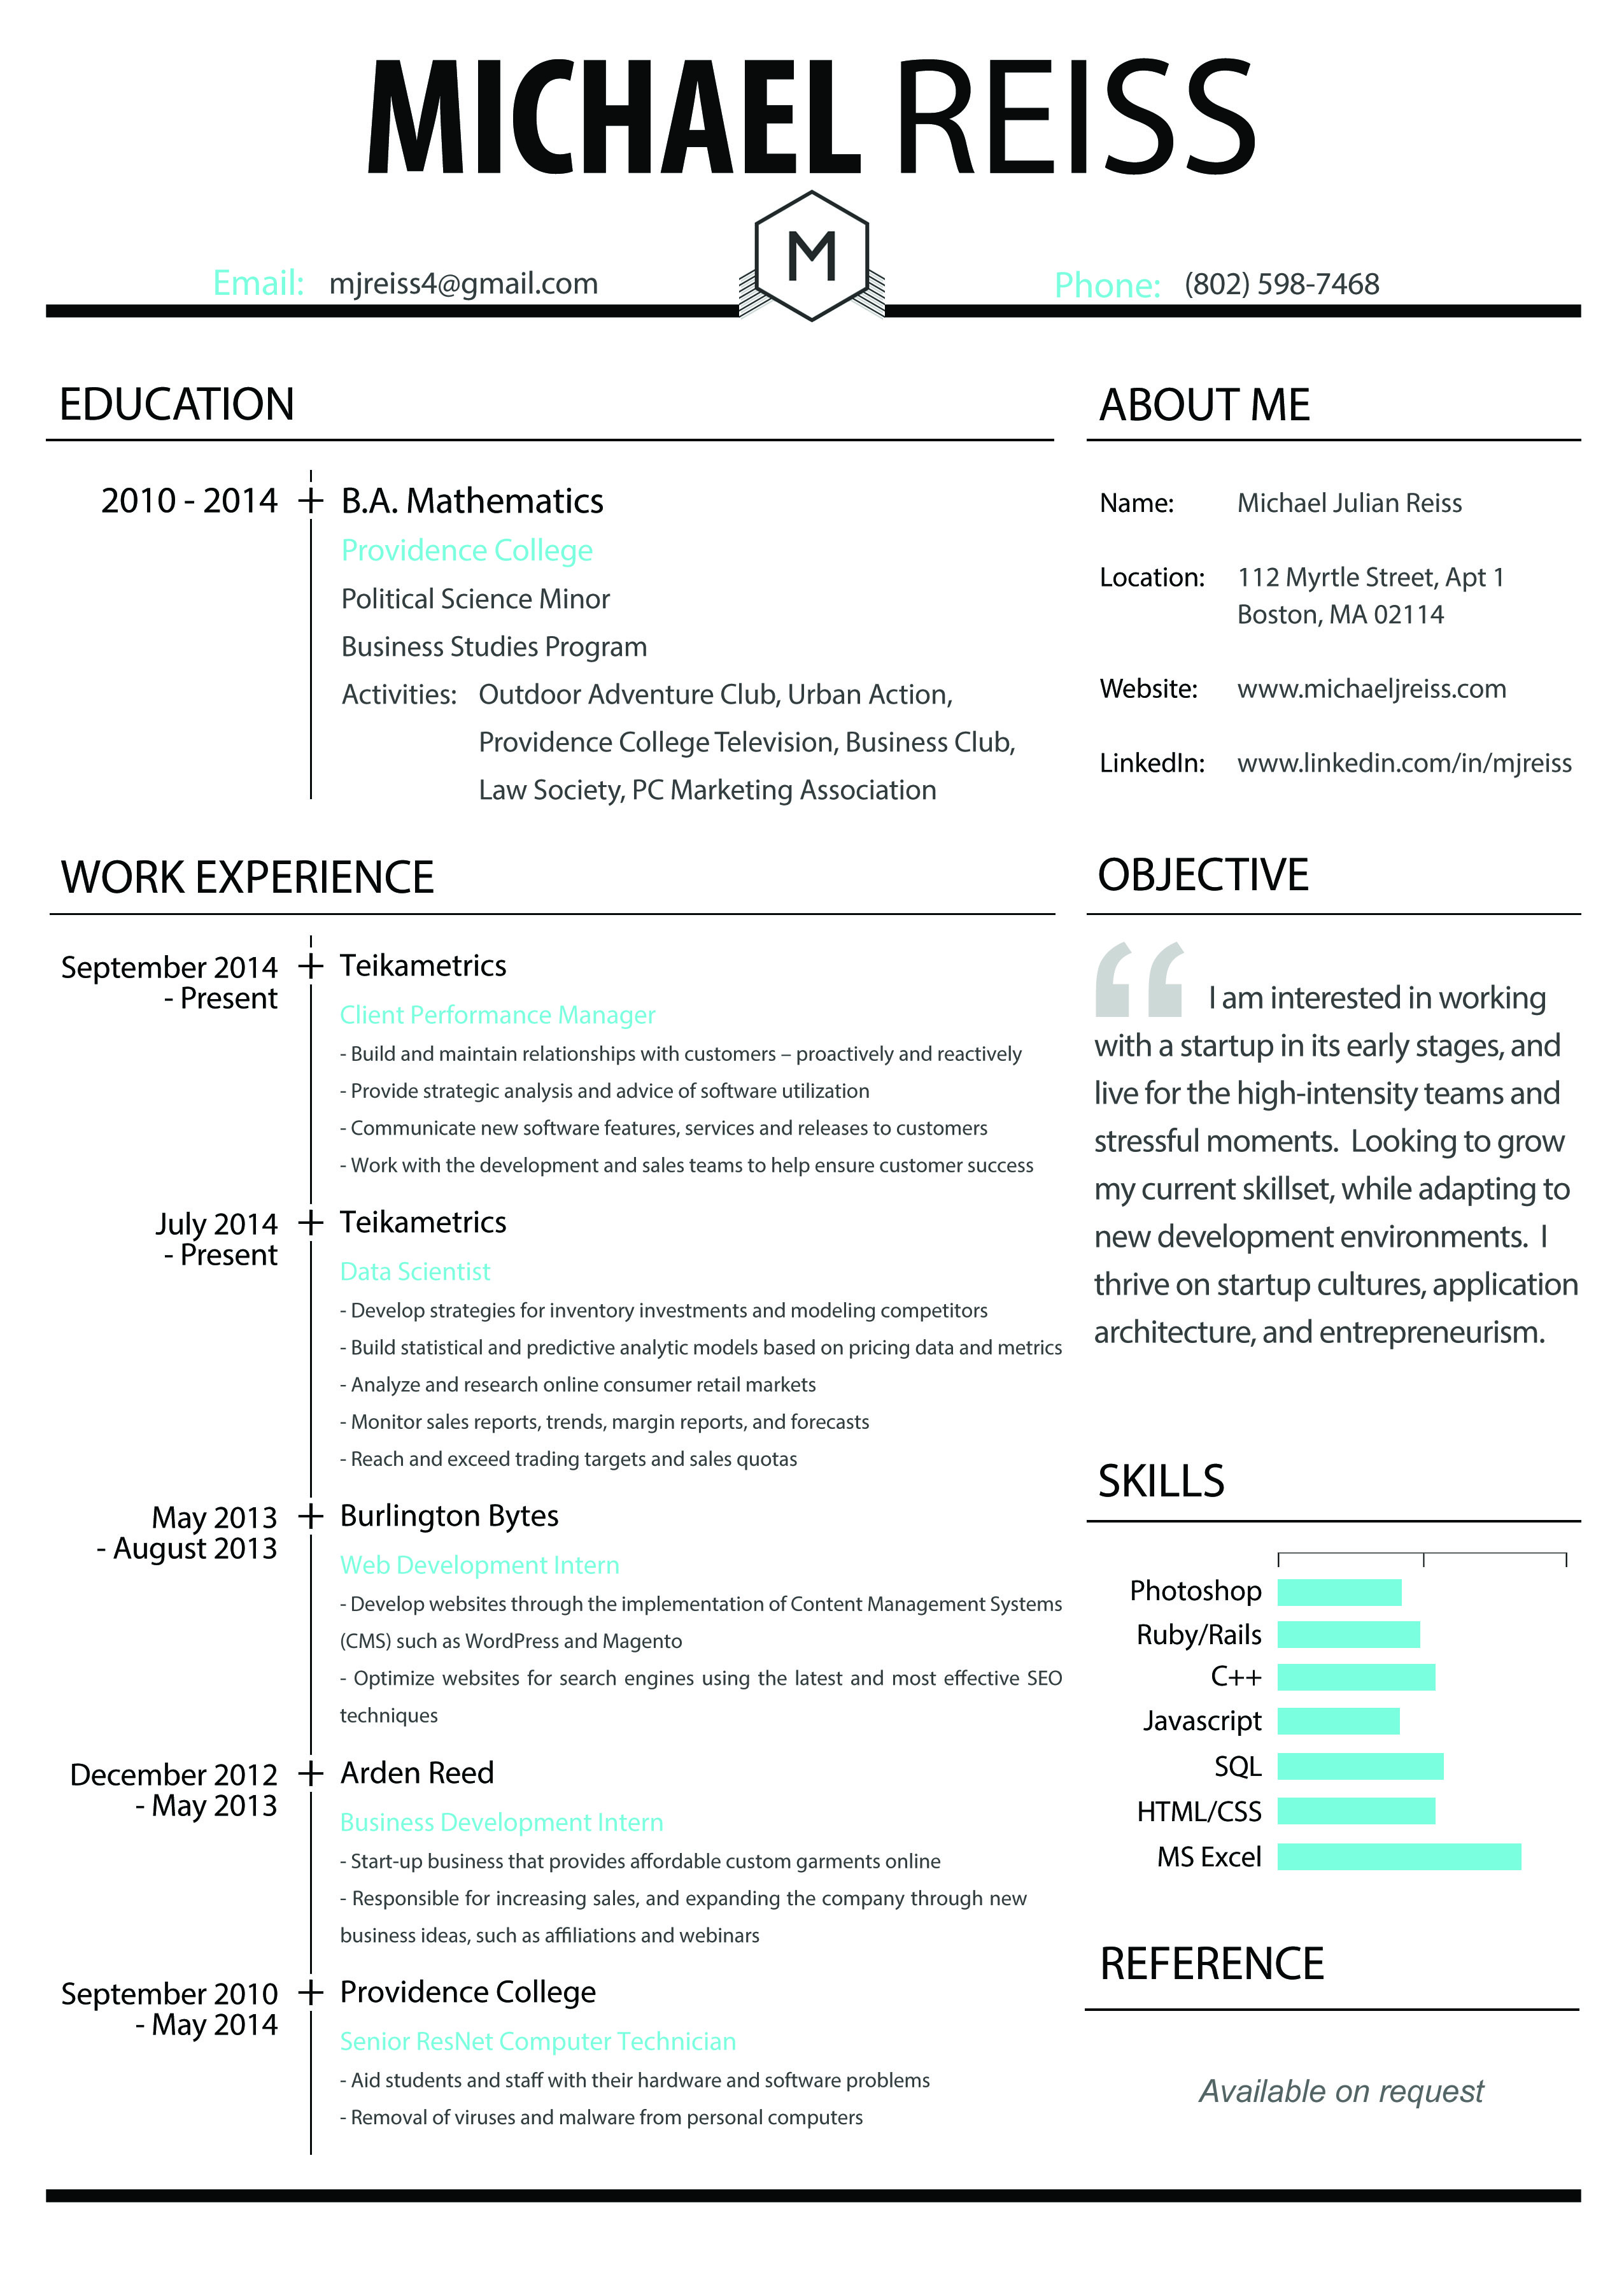 MICHAEL REISS
M
Email: mjreiss4@gmail.com
Phone: (802) 598-7468
EDUCATION
2010 - 2014
B.A. Mathematics
Providence College
Political Science Minor
Business Studies Program
Activities: Outdoor Adventure Club, Urban Action,
Providence College Television, Business Club,
Law Society, PC Marketing Association
WORK EXPERIENCE
September 2014
- Present
Teikametrics
Client Performance Manager
- Build and maintain relationships with customers – proactively and reactively
- Provide strategic analysis and advice of software utilization
- Communicate new software features, services and releases to customers
- Work with the development and sales teams to help ensure customer success
July 2014
- Present
Teikametrics
Data Scientist
- Develop strategies for inventory investments and modeling competitors
- Build statistical and predictive analytic models based on pricing data and metrics
- Analyze and research online consumer retail markets
- Monitor sales reports, trends, margin reports, and forecasts
- Reach and exceed trading targets and sales quotas
May 2013
- August 2013
Burlington Bytes
Web Development Intern
- Develop websites through the implementation of Content Management Systems
(CMS) such as WordPress and Magento
- Optimize websites for search engines using the latest and most effective SEO
techniques
December 2012
- May 2013
Arden Reed
Business Development Intern
- Start-up business that provides affordable custom garments online
- Responsible for increasing sales, and expanding the company through new
business ideas, such as affiliations and webinars
September 2010
- May 2014
Providence College
Senior ResNet Computer Technician
- Aid students and staff with their hardware and software problems
- Removal of viruses and malware from personal computers
ABOUT ME
Name: Michael Julian Reiss
Location: 112 Myrtle Street, Apt 1
Boston, MA 02114
Website: www.michaeljreiss.com
LinkedIn: www.linkedin.com/in/mjreiss
OBJECTIVE
“ I am interested in working
with a startup in its early stages, and
live for the high-intensity teams and
stressful moments. Looking to grow
my current skillset, while adapting to
new development environments. I
thrive on startup cultures, application
architecture, and entrepreneurism.
SKILLS
Photoshop
Ruby/Rails
C++
Javascript
SQL
HTML/CSS
MS Excel
REFERENCE
Available on request